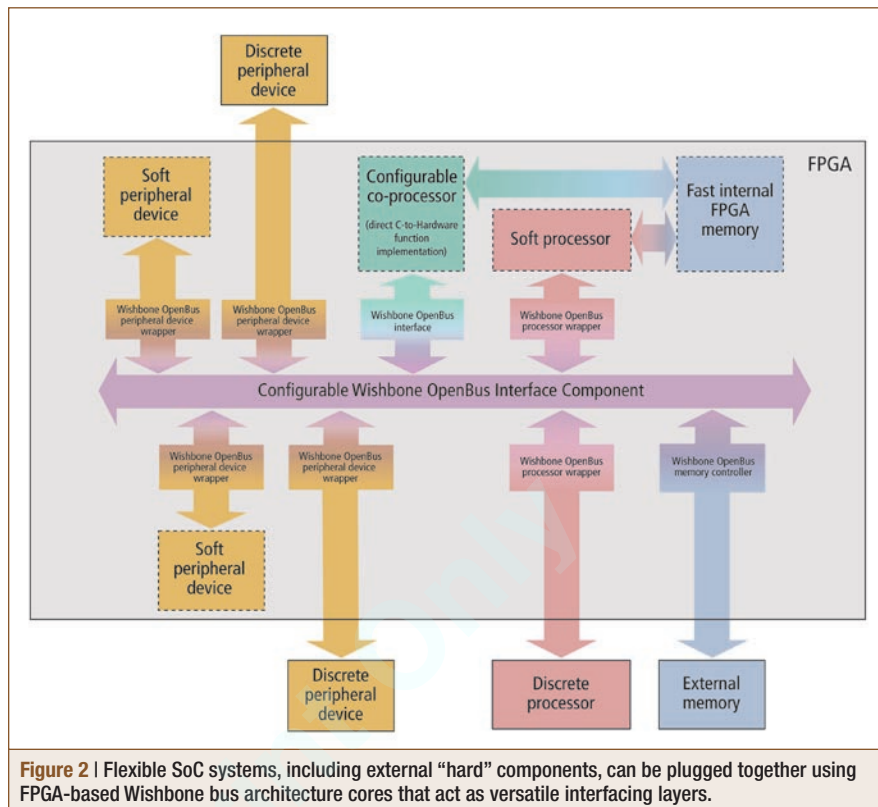 Discrete
peripheral
device
FPGA
Soft
peripheral
device
Configurable
co-processor
(direct C-to-Hardware
function
implementation)
Soft processor
Fast internal
FPGA
memory
Wishbone OpenBus
peripheral device
wrapper
Wishbone OpenBus
peripheral device
wrapper
Wishbone OpenBus
interface
Wishbone OpenBus
processor wrapper
Configurable Wishbone OpenBus Interface Component
Wishbone OpenBus
peripheral device
wrapper
Wishbone OpenBus
peripheral device
wrapper
Wishbone OpenBus
processor wrapper
Wishbone OpenBus
memory controller
Soft
peripheral
device
Discrete
peripheral
device
Discrete
processor
External
memory
Only
Figure 2 | Flexible SoC systems, including external “hard” components, can be plugged together using
FPGA-based Wishbone bus architecture cores that act as versatile interfacing layers.